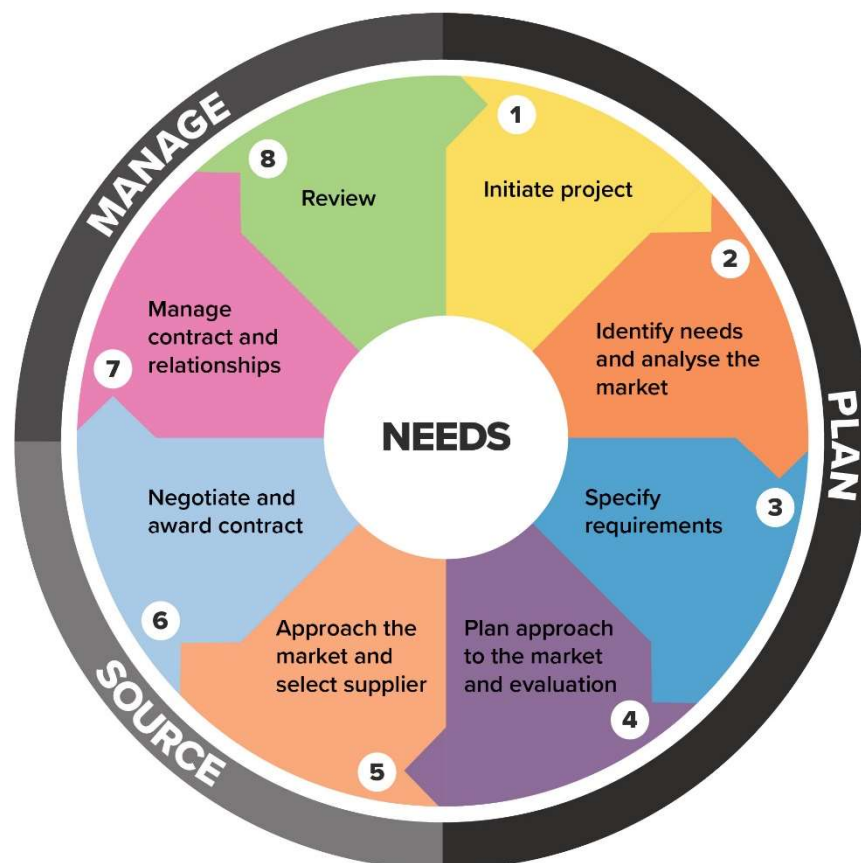 MANAGE
PLAN
SOURCE
NEEDS
1
Initiate project
2
Identify needs
and analyse the
market
3
Specify
requirements
4
Plan approach
to the market
and evaluation
5
Approach the
market and
select supplier
6
Negotiate and
award contract
7
Manage
contract and
relationships
8
Review